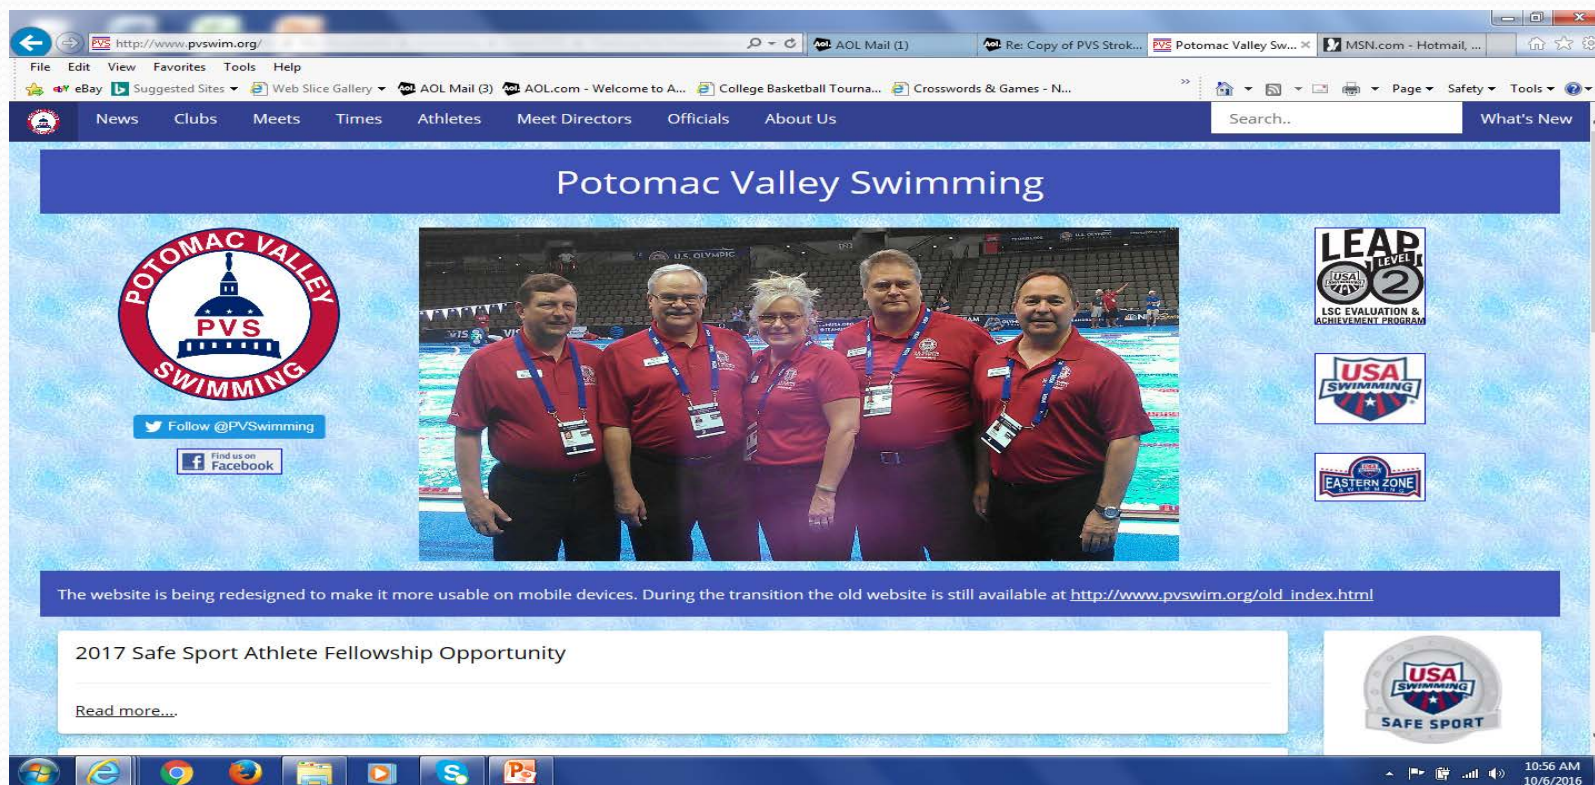 http://www.pvswim.org/
AOL Mail (1)
Re: Copy of PVS Strok...
PVS Potomac Valley Sw...
MSN.com - Hotmail, ...
File Edit View Favorites Tools Help
eBay Suggested Sites Web Slice Gallery AOL Mail (3) AOL.com - Welcome to A... College Basketball Tourna... Crosswords & Games - N...
Page Safety Tools
News Clubs Meets Times Athletes Meet Directors Officials About Us Search.. What's New
Potomac Valley Swimming
POTOMAC VALLEY
PVS
SWIMMING
Follow @PVSwimming
Find us on
Facebook
U.S. OLYMPIC
LEAP
LEVEL
USA
2
LSC EVALUATION &
ACHIEVEMENT PROGRAM
USA
SWIMMING
USA
EASTERN ZONE
SWIMMING
The website is being redesigned to make it more usable on mobile devices. During the transition the old website is still available at http://www.pvswim.org/old_index.html
2017 Safe Sport Athlete Fellowship Opportunity
Read more....
USA
SWIMMING
SAFE SPORT
10:56 AM
10/6/2016